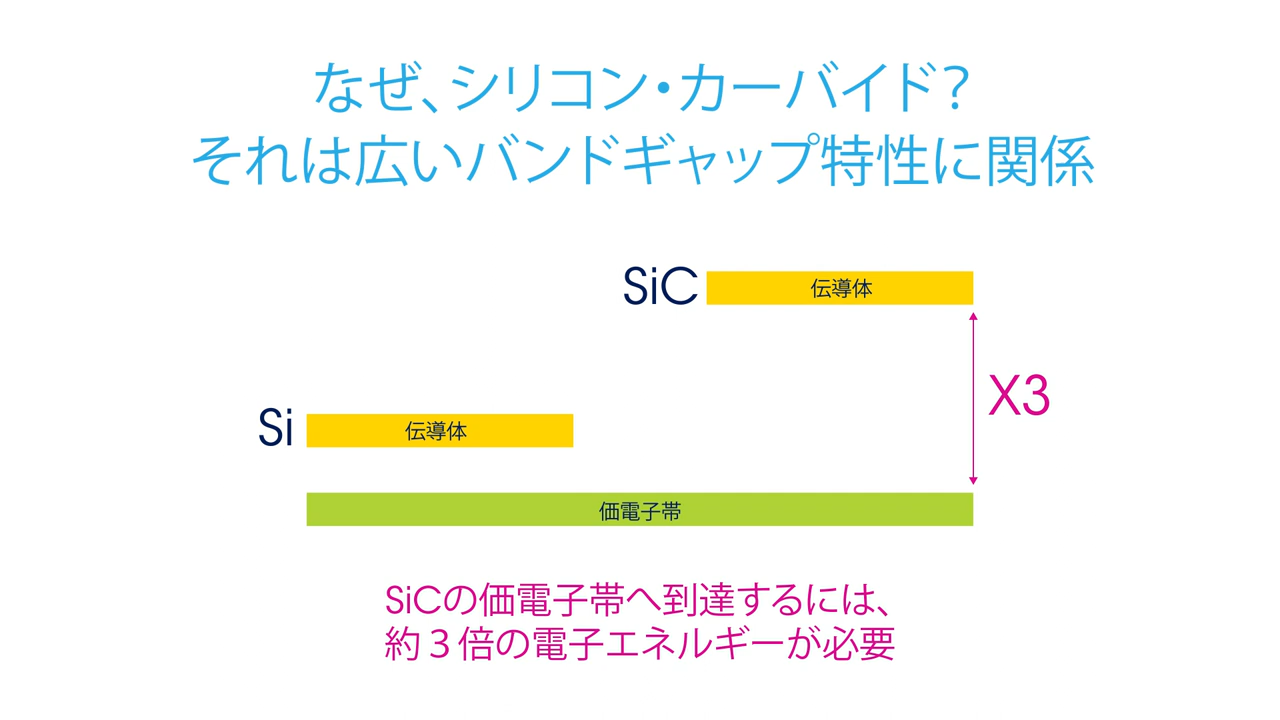 なぜ、シリコン・カーバイド？
それは広いバンドギャップ特性に関係
SiC
伝導体
X3
Si
伝導体
価電子帯
SiCの価電子帯へ到達するには、
約３倍の電子エネルギーが必要